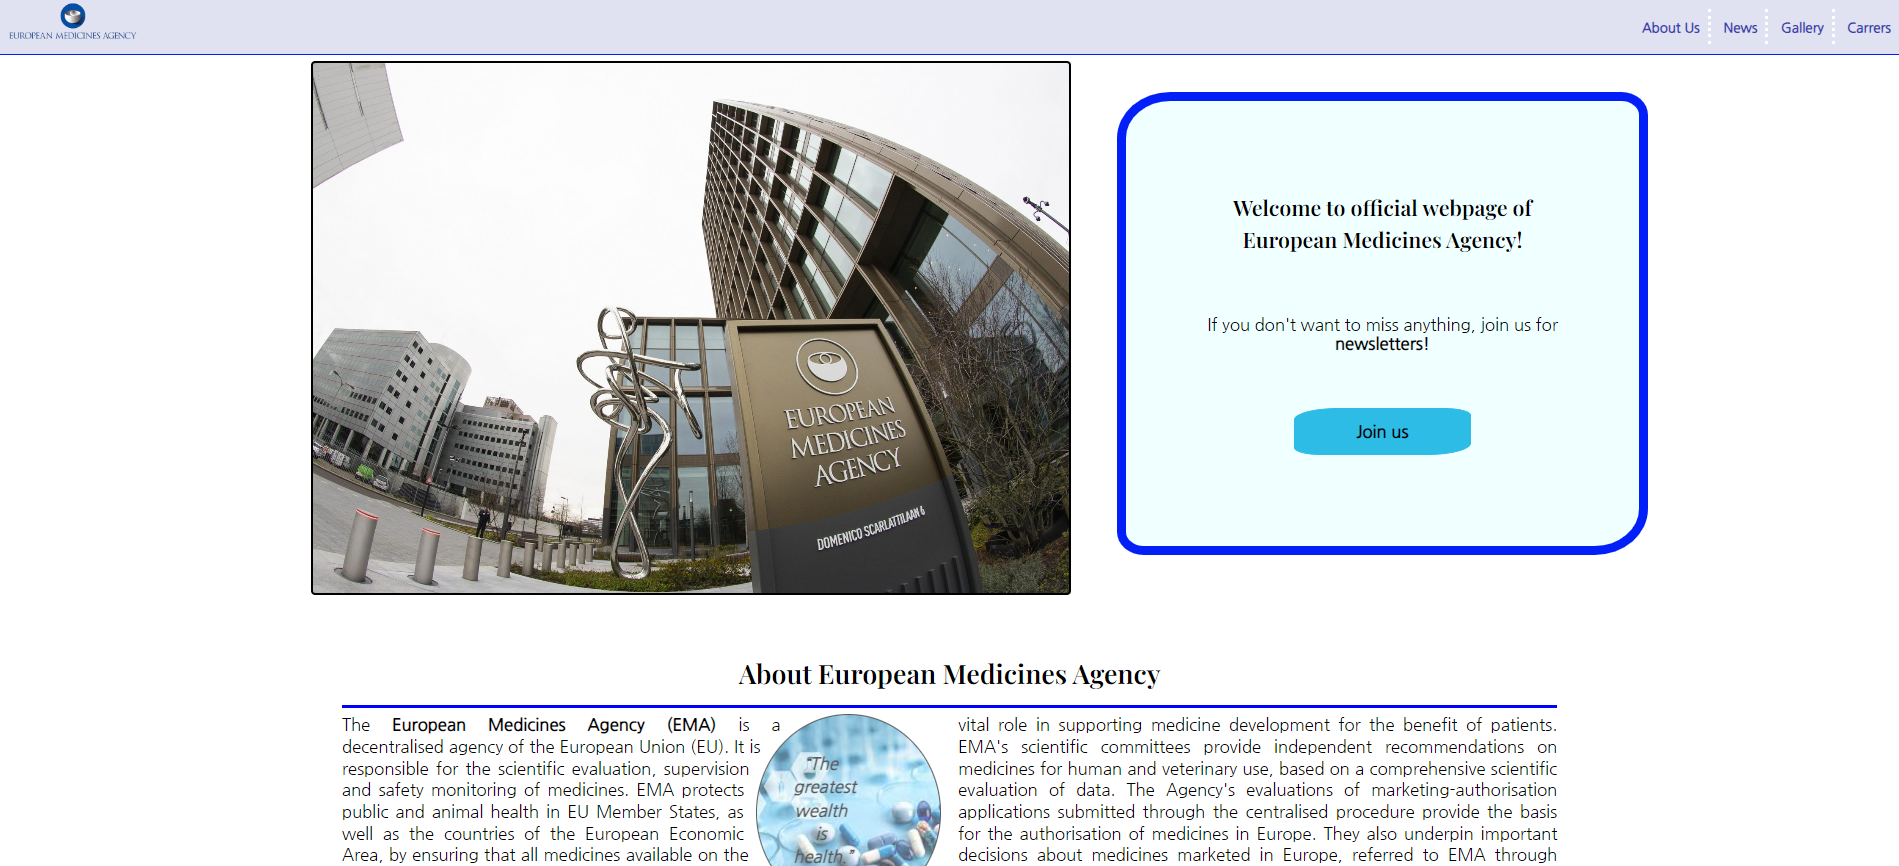 EUROPEAN MEDICINES AGENCY
About Us
News
Gallery
Carrers
EUROPEAN
MEDICINES
AGENCY
DOMENICO SCARLATTILAAN 6
Welcome to official webpage of
European Medicines Agency!
If you don't want to miss anything, join us for
newsletters!
Join us
About European Medicines Agency
The European Medicines Agency (EMA) is a
decentralised agency of the European Union (EU). It is
responsible for the scientific evaluation, supervision
and safety monitoring of medicines. EMA protects
public and animal health in EU Member States, as
well as the countries of the European Economic
Area, by ensuring that all medicines available on the
"The
greatest
wealth
is
health."
vital role in supporting medicine development for the benefit of patients.
EMA's scientific committees provide independent recommendations on
medicines for human and veterinary use, based on a comprehensive scientific
evaluation of data. The Agency's evaluations of marketing-authorisation
applications submitted through the centralised procedure provide the basis
for the authorisation of medicines in Europe. They also underpin important
decisions about medicines marketed in Europe, referred to EMA through